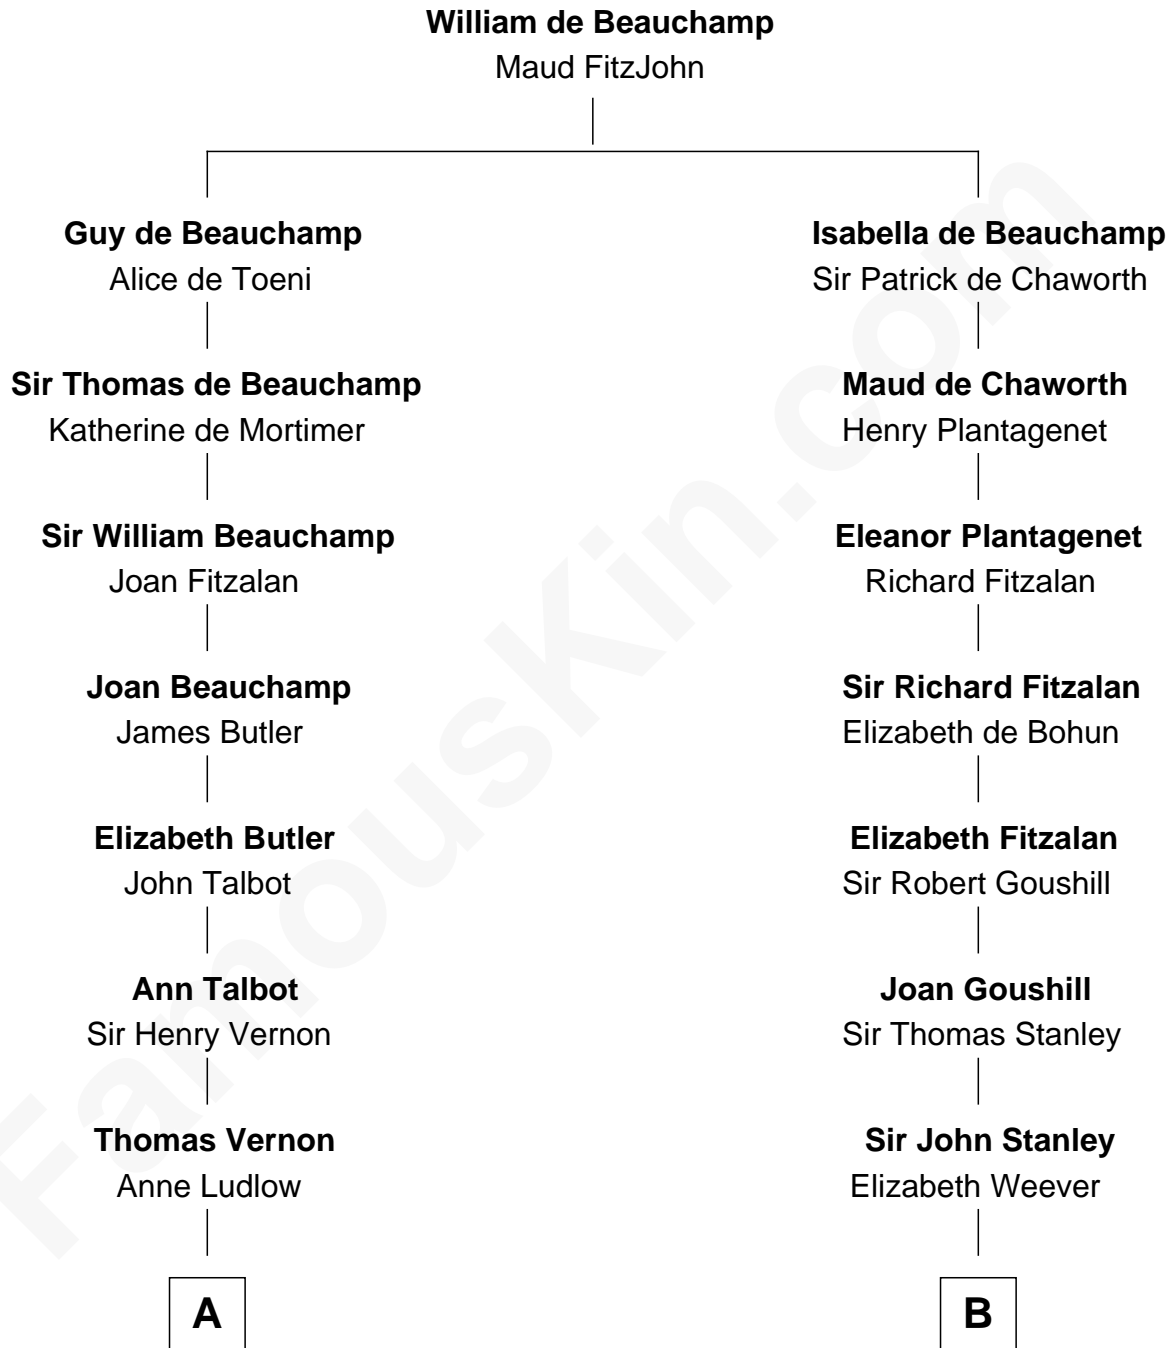 William de Beauchamp
Maud FitzJohn
Guy de Beauchamp
Alice de Toeni
Isabella de Beauchamp
Sir Patrick de Chaworth
Sir Thomas de Beauchamp
Katherine de Mortimer
Maud de Chaworth
Henry Plantagenet
Sir William Beauchamp
Joan Fitzalan
Eleanor Plantagenet
Richard Fitzalan
Joan Beauchamp
James Butler
Sir Richard Fitzalan
Elizabeth de Bohun
Elizabeth Butler
John Talbot
Elizabeth Fitzalan
Sir Robert Goushill
Ann Talbot
Sir Henry Vernon
Joan Goushill
Sir Thomas Stanley
Thomas Vernon
Anne Ludlow
Sir John Stanley
Elizabeth Weever
A
B
FamousKin.com